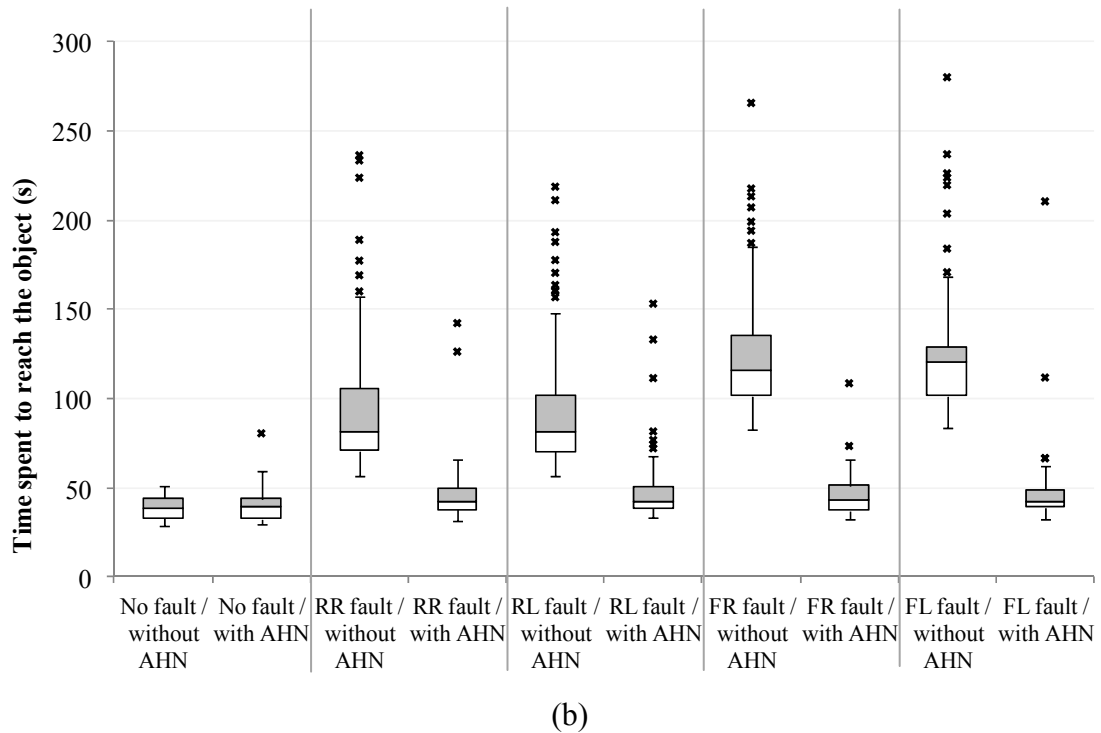 Time spent to reach the object (s)
300
250
200
150
100
50
0
No fault /
without
AHN
No fault /
with AHN
RR fault /
without
AHN
RR fault /
with AHN
RL fault /
without
AHN
RL fault /
with AHN
FR fault /
without
AHN
FR fault /
with AHN
FL fault /
without
AHN
FL fault /
with AHN
(b)